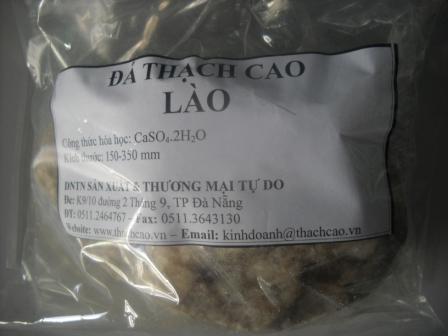 ĐÁ THẠCH CAO
LÀO
Công thức hóa học: CaSO₄.2H₂O
Kích thước: 150-350 mm
DNTN SẢN XUẤT & THƯƠNG MẠI TỰ DO
Đc: K9/10 đường 2 Tháng 9, TP Đà Nẵng
ĐT: 0511.2464767 – Fax: 0511.3643130
Website: www.thachcao.vn – Email: kinhdoanh@thachcao.vn